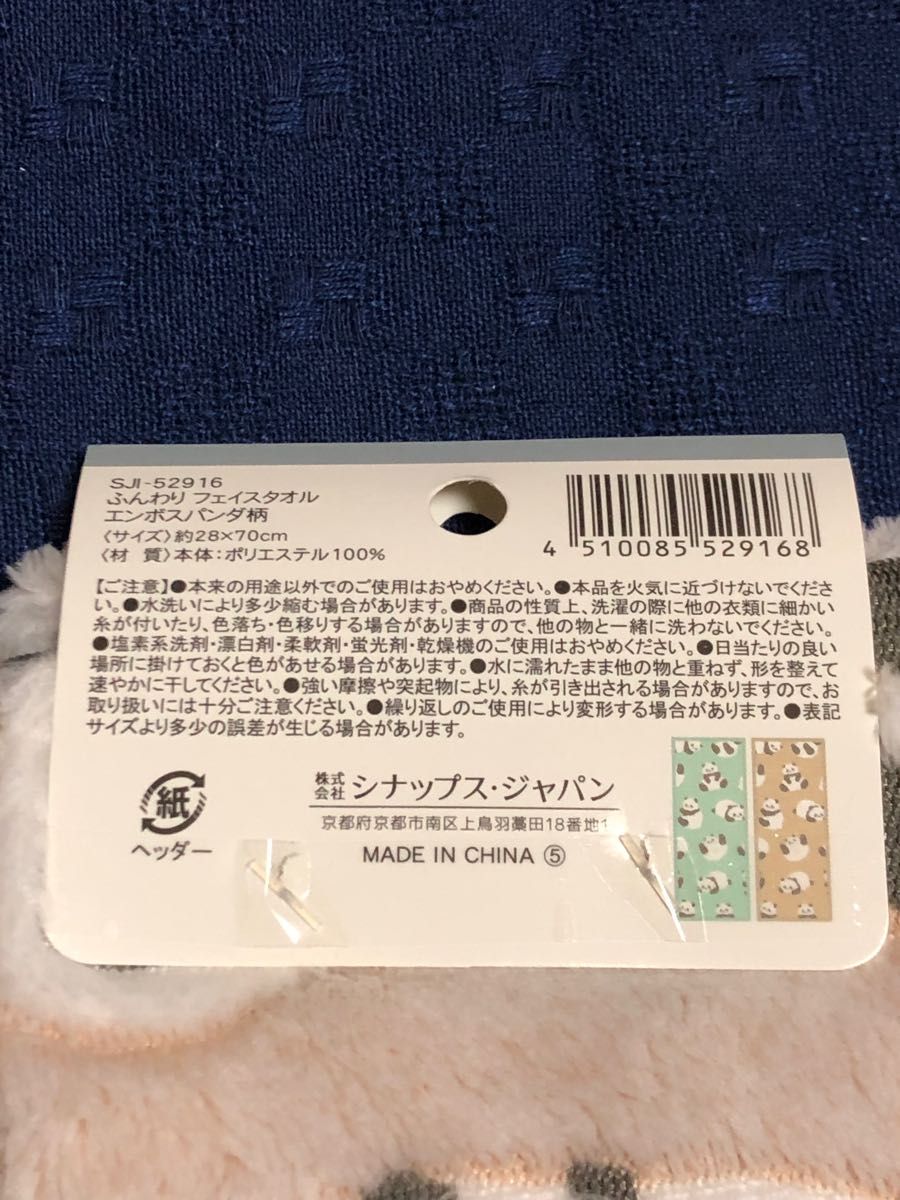 SJI-52916
ふんわり フェイスタオル
エンボスパンダ柄
〈サイズ〉約28×70cm
〈材 質〉本体：ポリエステル100%
4 510085 529168
【ご注意】●本来の用途以外でのご使用はおやめください。●本品を火気に近づけないでくださ
い。●水洗いにより多少縮む場合があります。●商品の性質上、洗濯の際に他の衣類に細かい
糸が付いたり、色落ち・色移りする場合がありますので、他の物と一緒に洗わないでください。
●塩素系洗剤・漂白剤・柔軟剤・蛍光剤・乾燥機のご使用はおやめください。●日当たりの良い
場所に掛けておくと色があせる場合があります。●水に濡れたまま他の物と重ねず、形を整えて
速やかに干してください。●強い摩擦や突起物により、糸が引き出される場合がありますので、お
取り扱いには十分ご注意ください。●繰り返しのご使用により変形する場合があります。●表記
サイズより多少の誤差が生じる場合があります。
紙
ヘッダー
株式会社 シナップス・ジャパン
京都府京都市南区上鳥羽藁田18番地1
MADE IN CHINA ⑤